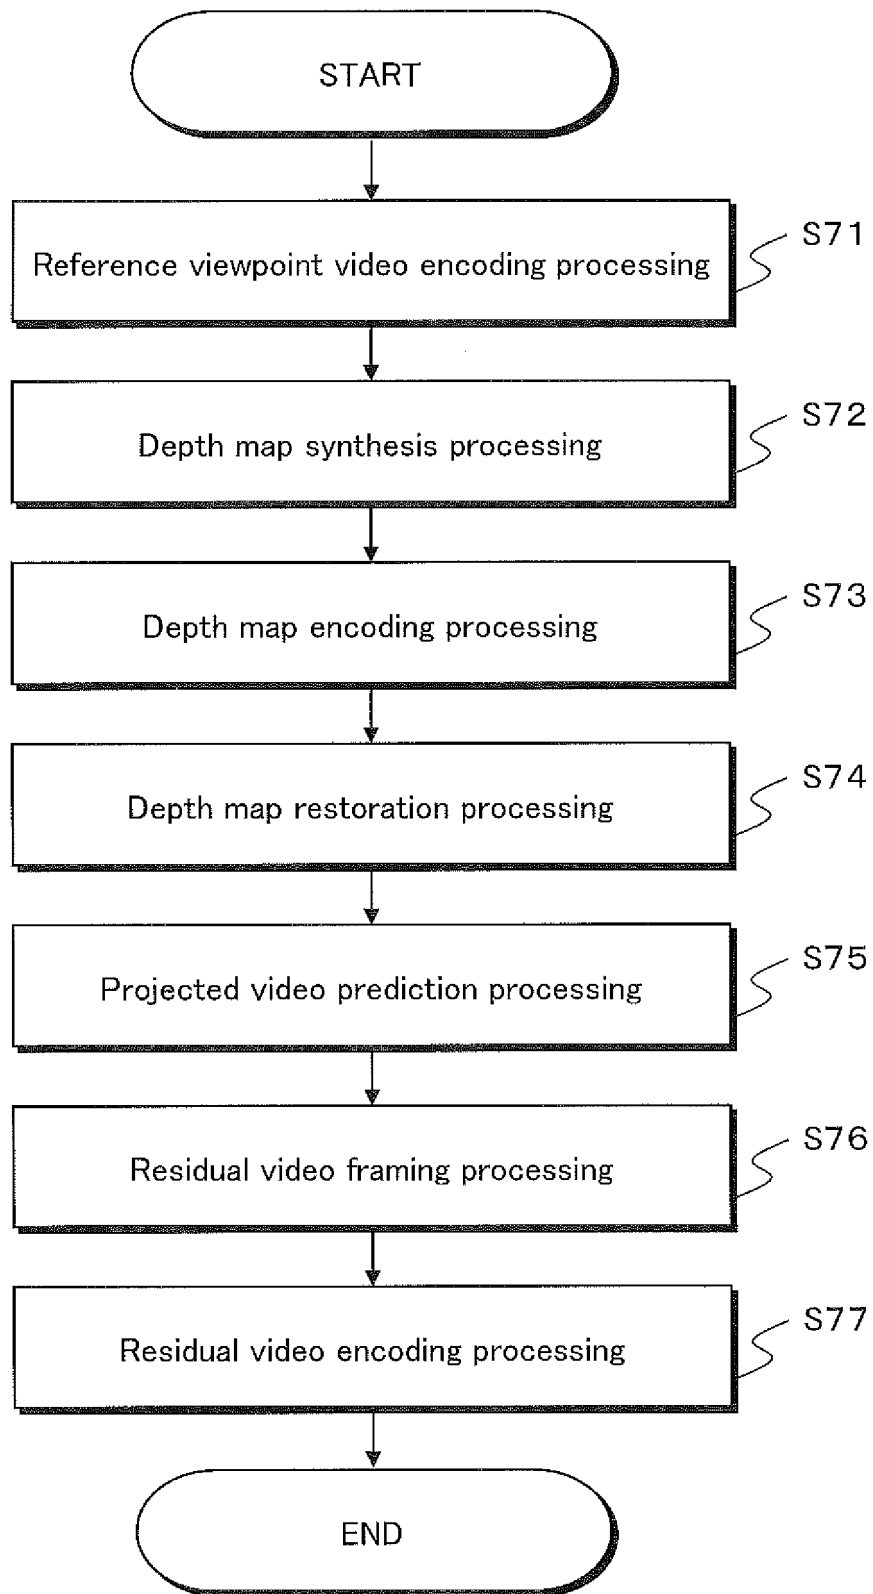 START
Reference viewpoint video encoding processing
S71
Depth map synthesis processing
S72
Depth map encoding processing
S73
Depth map restoration processing
S74
Projected video prediction processing
S75
Residual video framing processing
S76
Residual video encoding processing
S77
END